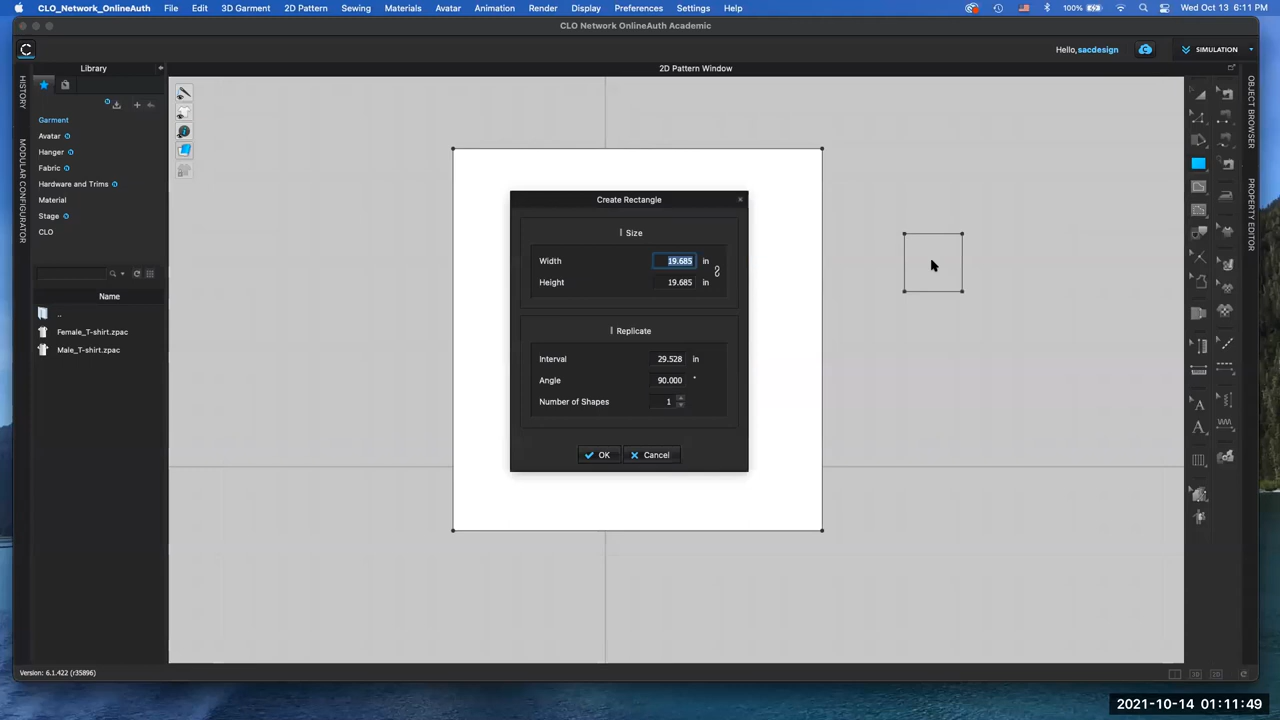 CLO_Network_OnlineAuth File Edit 3D Garment 2D Pattern Sewing Materials Avatar Animation Render Display Preferences Settings Help 100% Wed Oct 13 6:11 PM
CLO Network OnlineAuth Academic
Hello, sacdesign SIMULATION
Library
2D Pattern Window
HISTORY
MODULAR CONFIGURATOR
OBJECT BROWSER
PROPERTY EDITOR
Garment
Avatar
Hanger
Fabric
Hardware and Trims
Material
Stage
CLO
Name
..
Female_T-shirt.zpac
Male_T-shirt.zpac
Create Rectangle
Size
Width 19.685 in
Height 19.685 in
Replicate
Interval 29.528 in
Angle 90.000 °
Number of Shapes 1
OK Cancel
Version: 6.1.422 (r35896)
3D 2D
2021-10-14 01:11:49